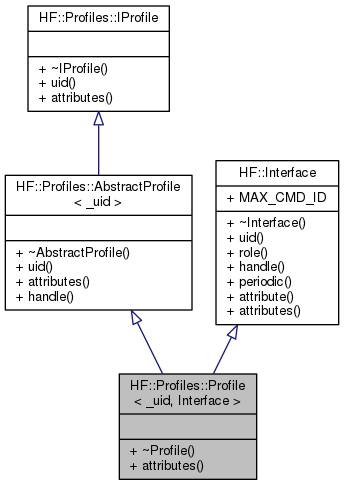 HF::Profiles::IProfile
+ ~IProfile()
+ uid()
+ attributes()
HF::Profiles::AbstractProfile
< _uid >
+ ~AbstractProfile()
+ uid()
+ attributes()
+ handle()
HF::Interface
+ MAX_CMD_ID
+ ~Interface()
+ uid()
+ role()
+ handle()
+ periodic()
+ attribute()
+ attributes()
HF::Profiles::Profile
< _uid, Interface >
+ ~Profile()
+ attributes()